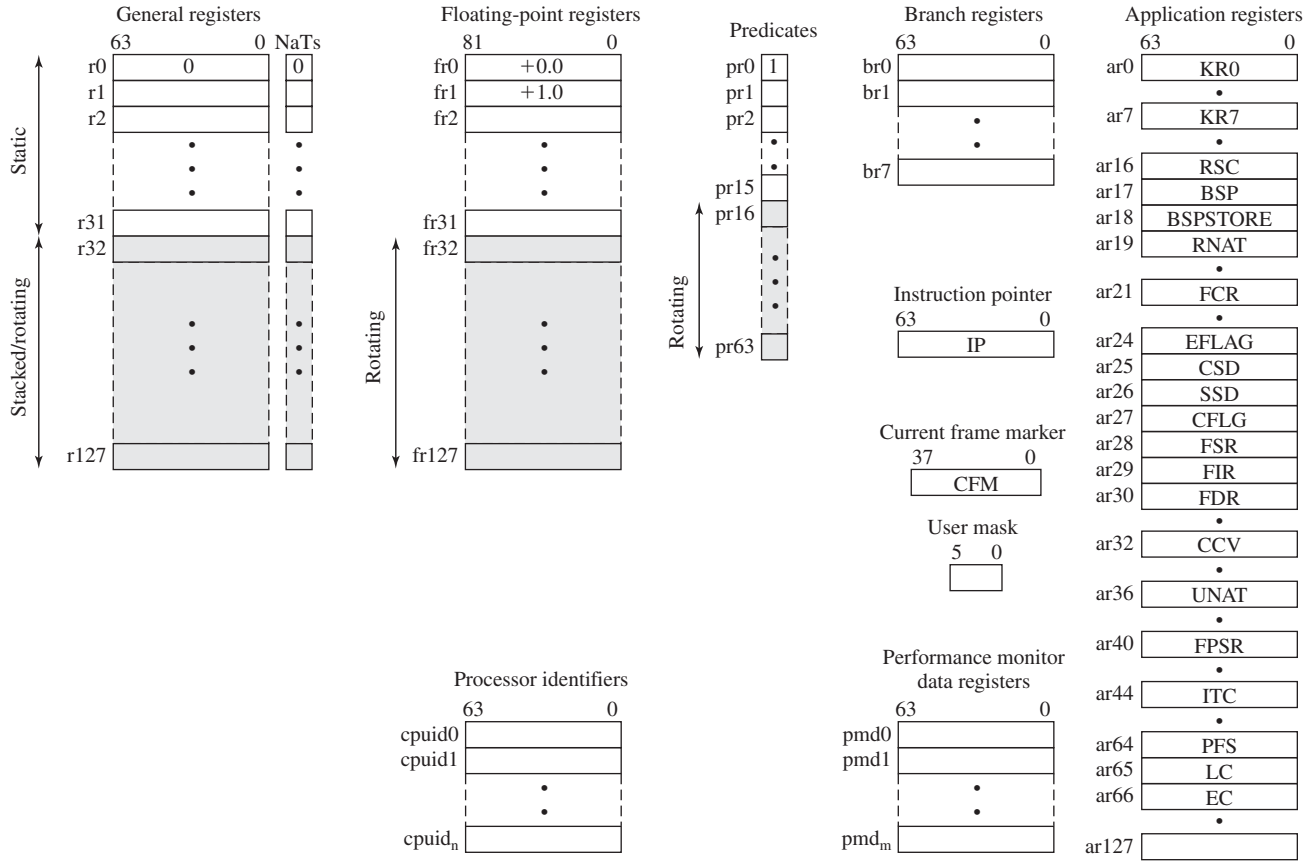 General registers
63 0 NaTs
r0 0 0
r1
r2
r31
r32
r127
Static
Stacked/rotating
Floating-point registers
81 0
fr0 +0.0
fr1 +1.0
fr2
fr31
fr32
fr127
Rotating
Predicates
pr0 1
pr1
pr2
pr15
pr16
pr63
Rotating
Branch registers
63 0
br0
br1
br7
Instruction pointer
63 0
IP
Current frame marker
37 0
CFM
User mask
5 0
Processor identifiers
63 0
cpuid0
cpuid1
cpuidn
Performance monitor
data registers
63 0
pmd0
pmd1
pmdm
Application registers
63 0
ar0 KR0
ar7 KR7
ar16 RSC
ar17 BSP
ar18 BSPSTORE
ar19 RNAT
ar21 FCR
ar24 EFLAG
ar25 CSD
ar26 SSD
ar27 CFLG
ar28 FSR
ar29 FIR
ar30 FDR
ar32 CCV
ar36 UNAT
ar40 FPSR
ar44 ITC
ar64 PFS
ar65 LC
ar66 EC
ar127